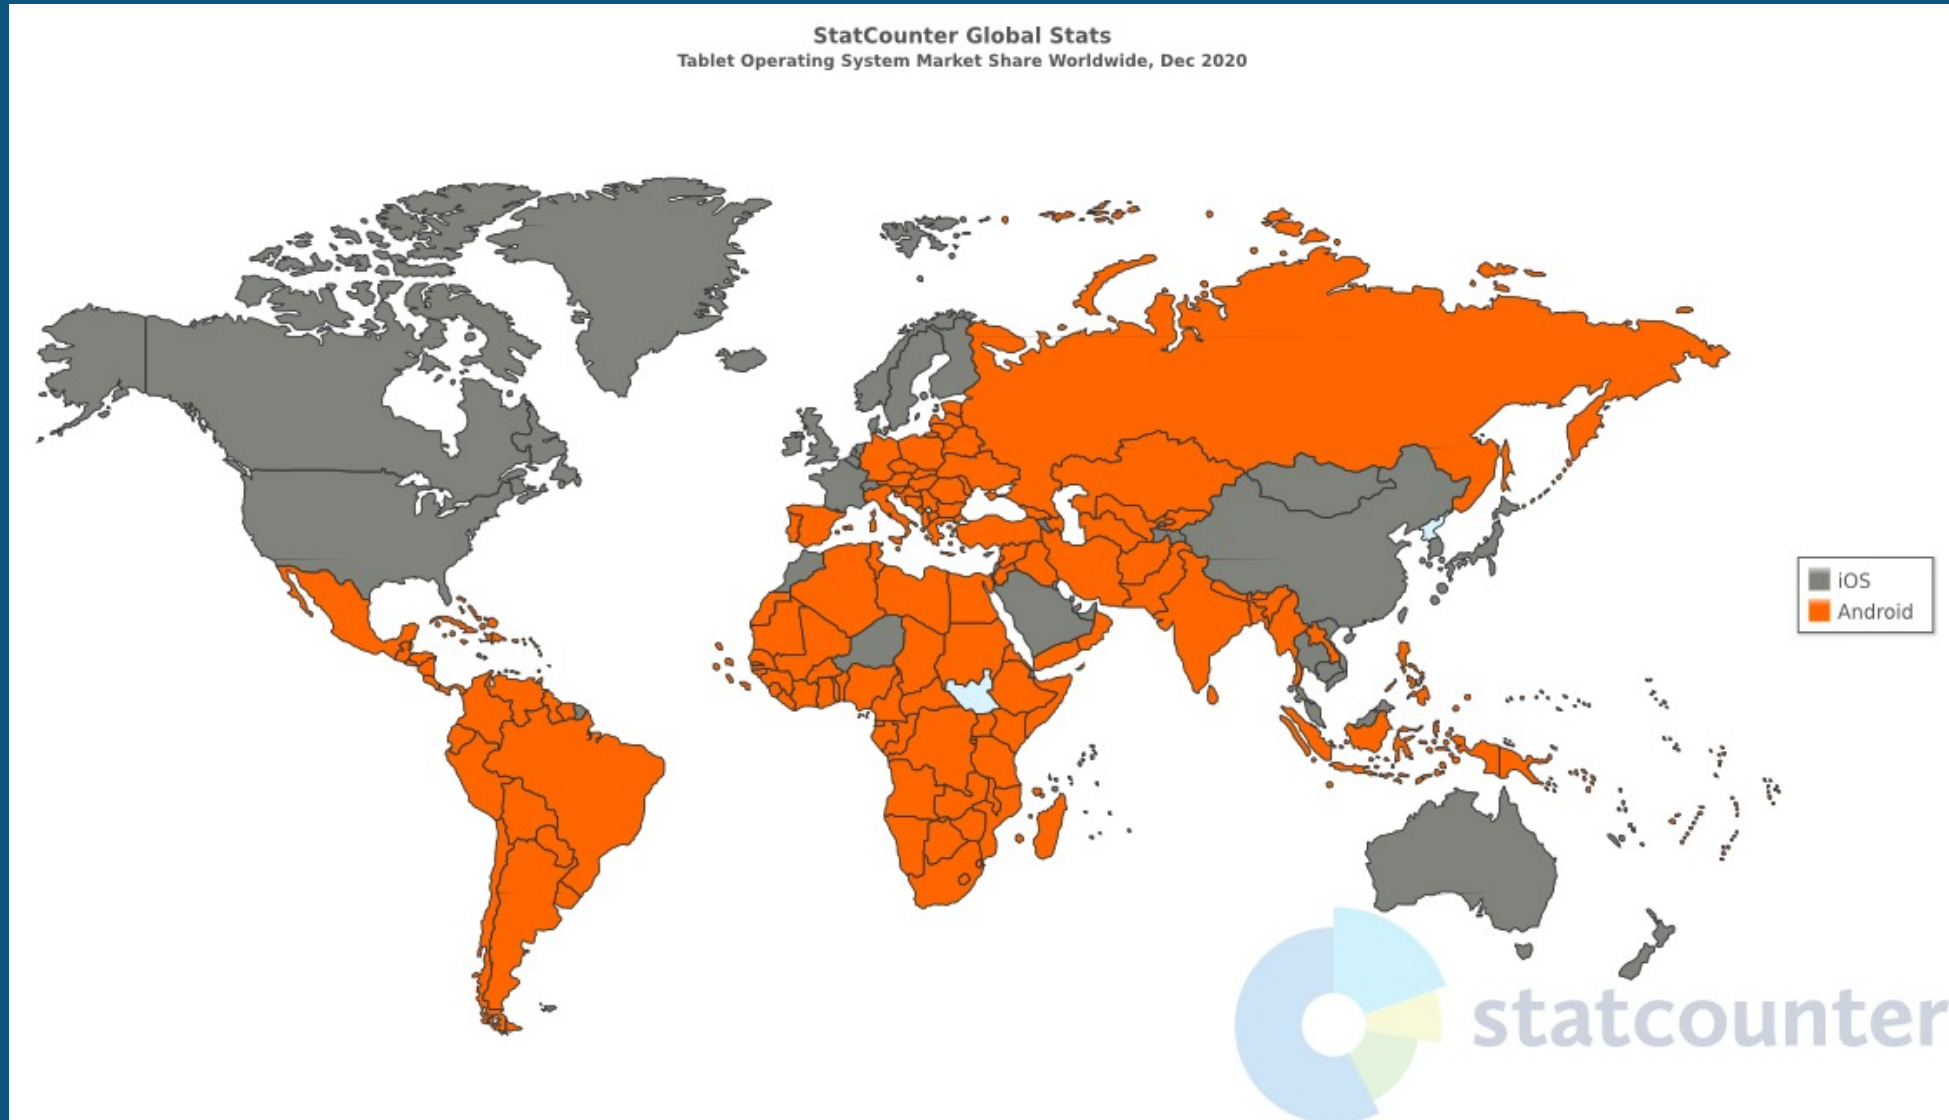 StatCounter Global Stats
Tablet Operating System Market Share Worldwide, Dec 2020
iOS
Android
statcounter